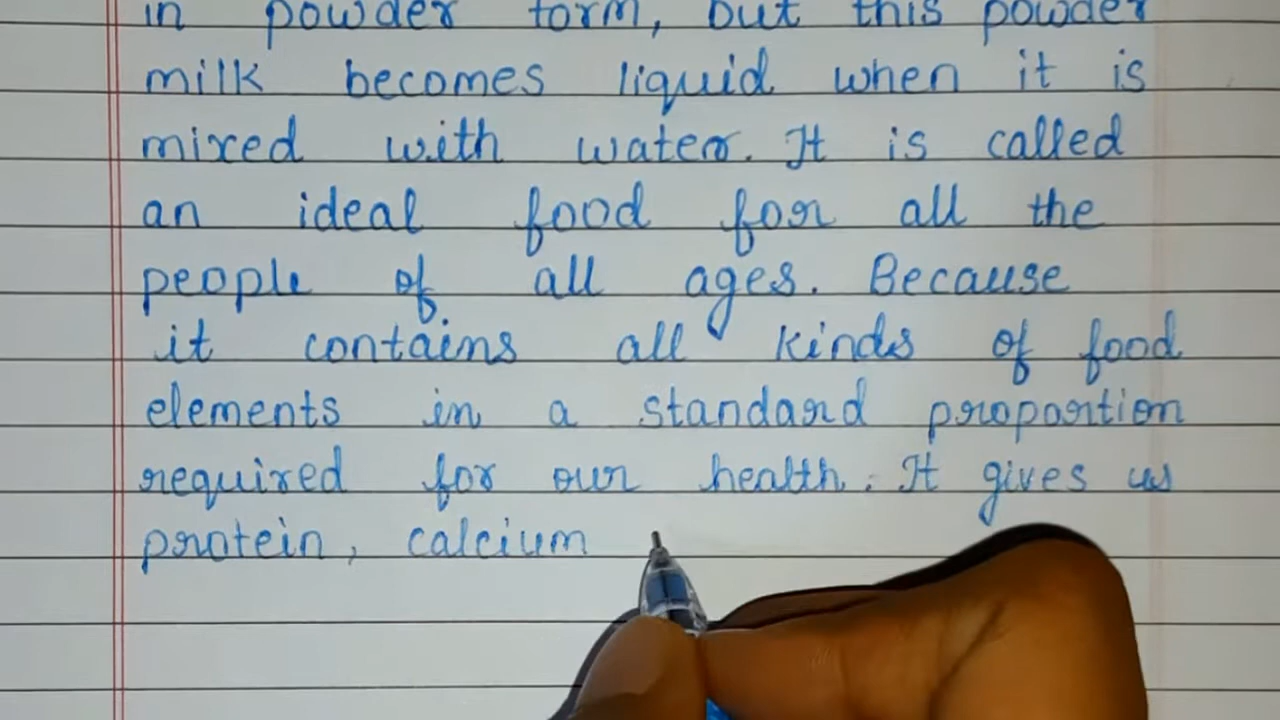 in powder form, but this powder
milk becomes liquid when it is
mixed with water. It is called
an ideal food for all the
people of all ages. Because
it contains all kinds of food
elements in a standard proportion
required for our health. It gives us
protein, calcium